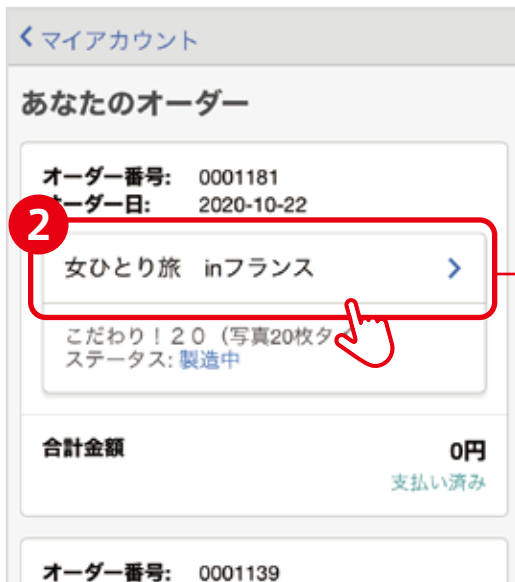 マイアカウント
あなたのオーダー
オーダー番号: 0001181
ーダー日: 2020-10-22
2
女ひとり旅 inフランス
こだわり!20(写真20枚タ
ステータス: 製造中
合計金額 0円
支払い済み
オーダー番号: 0001139